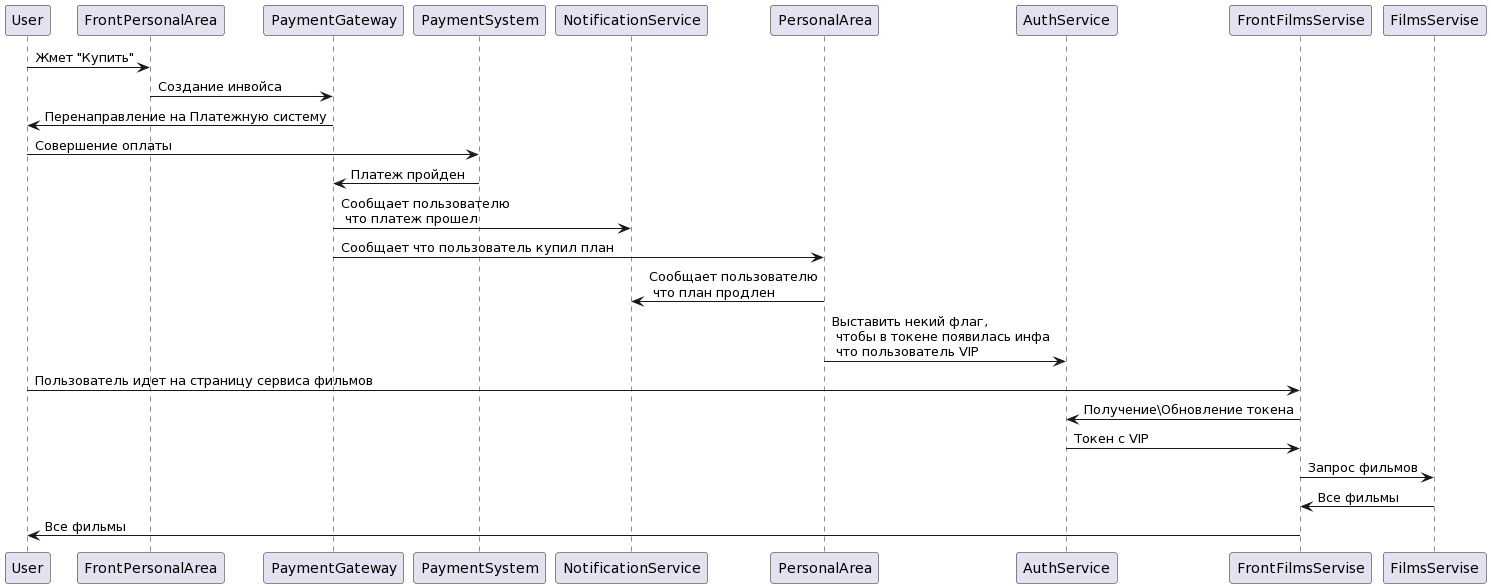 User
FrontPersonalArea
PaymentGateway
PaymentSystem
NotificationService
PersonalArea
AuthService
FrontFilmsServise
FilmsServise
Жмет "Купить"
Создание инвойса
Перенаправление на Платежную систему
Совершение оплаты
Платеж пройден
Сообщает пользователю
что платеж прошел
Сообщает что пользователь купил план
Сообщает пользователю
что план продлен
Выставить некий флаг,
чтобы в токене появилась инфа
что пользователь VIP
Пользователь идет на страницу сервиса фильмов
Получение\Обновление токена
Токен с VIP
Запрос фильмов
Все фильмы
Все фильмы
User
FrontPersonalArea
PaymentGateway
PaymentSystem
NotificationService
PersonalArea
AuthService
FrontFilmsServise
FilmsServise